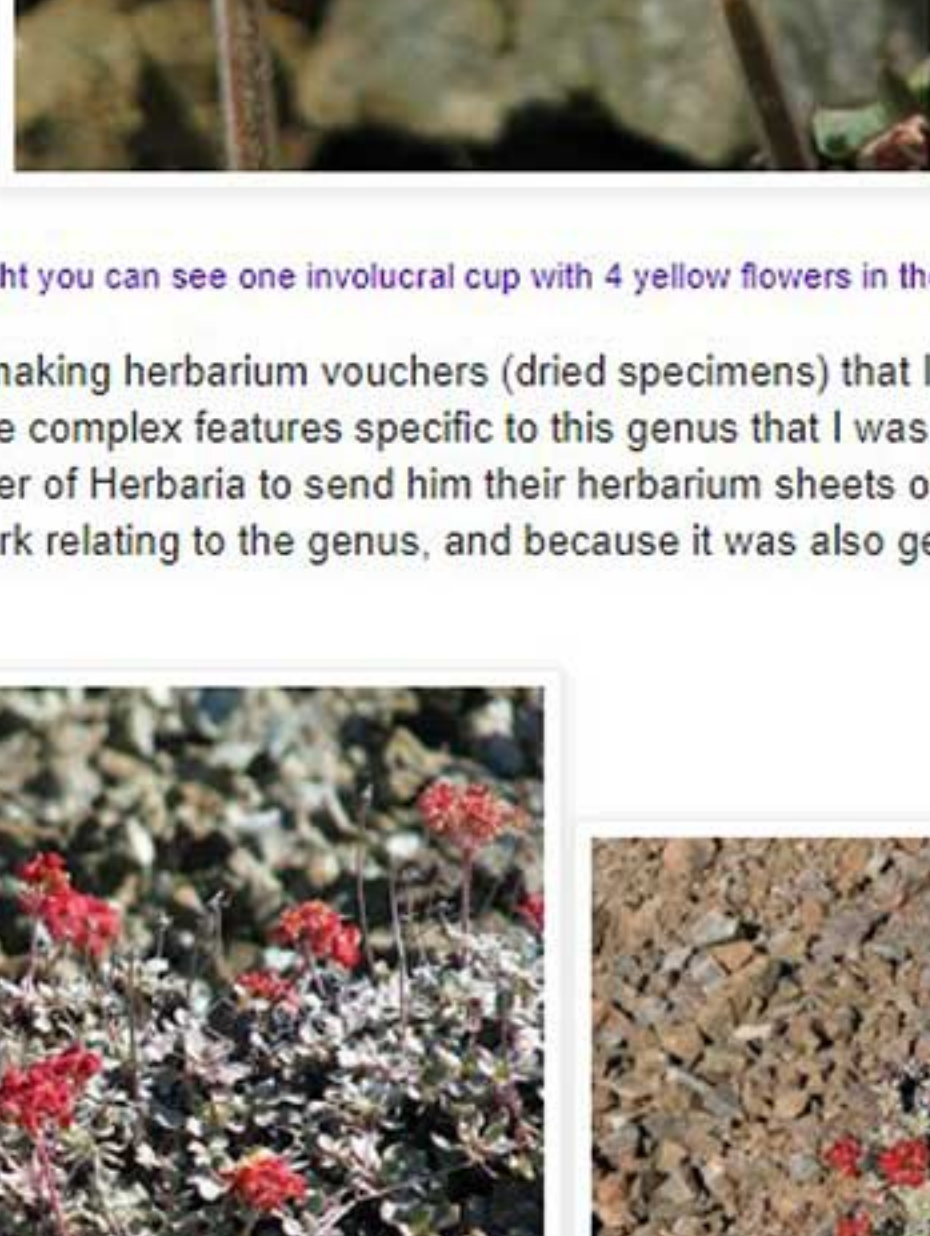 ht you can see one involucral cup with 4 yellow flowers in the
naking herbarium vouchers (dried specimens) that I
e complex features specific to this genus that I was
er of Herbaria to send him their herbarium sheets o
rk relating to the genus, and because it was also ge